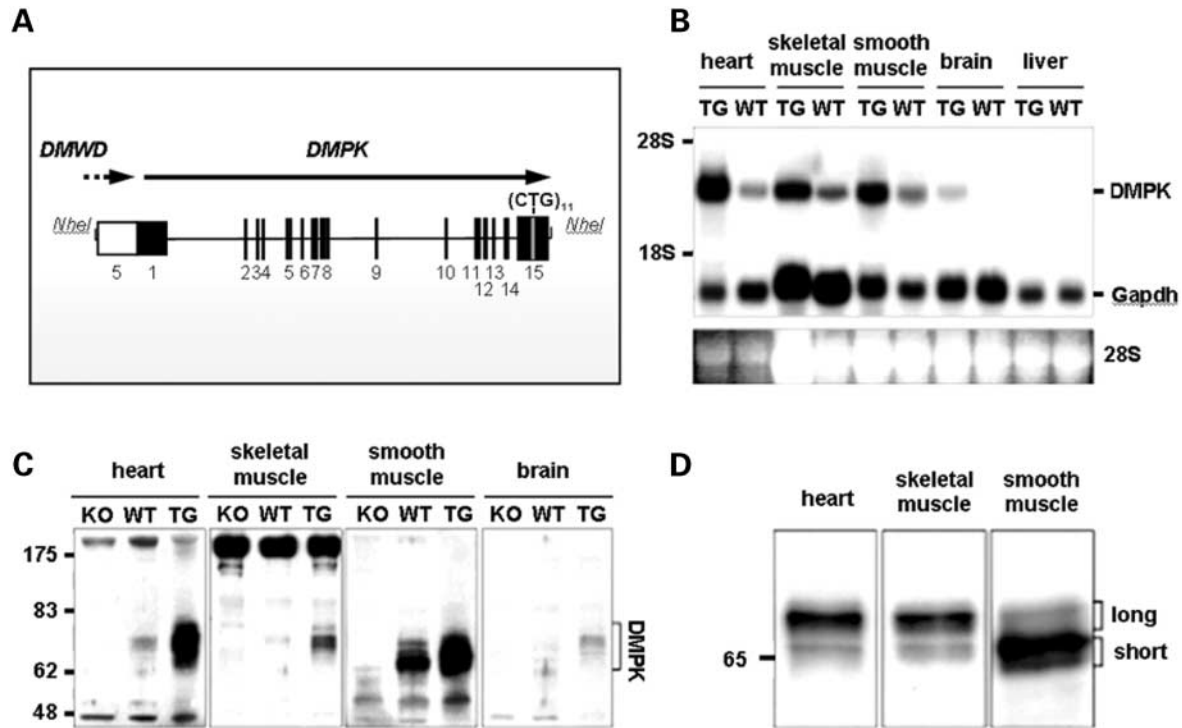 A
DMWD DMPK
(CTG)11
NheI NheI
5 1 2 3 4 5 6 7 8 9 10 11 13 15
12 14
B
heart skeletal muscle smooth muscle brain liver
TG WT TG WT TG WT TG WT TG WT
28S
DMPK
18S
Gapdh
28S
C
heart skeletal muscle smooth muscle brain
KO WT TG KO WT TG KO WT TG KO WT TG
175
83
62
48
DMPK
D
heart skeletal muscle smooth muscle
long
65
short